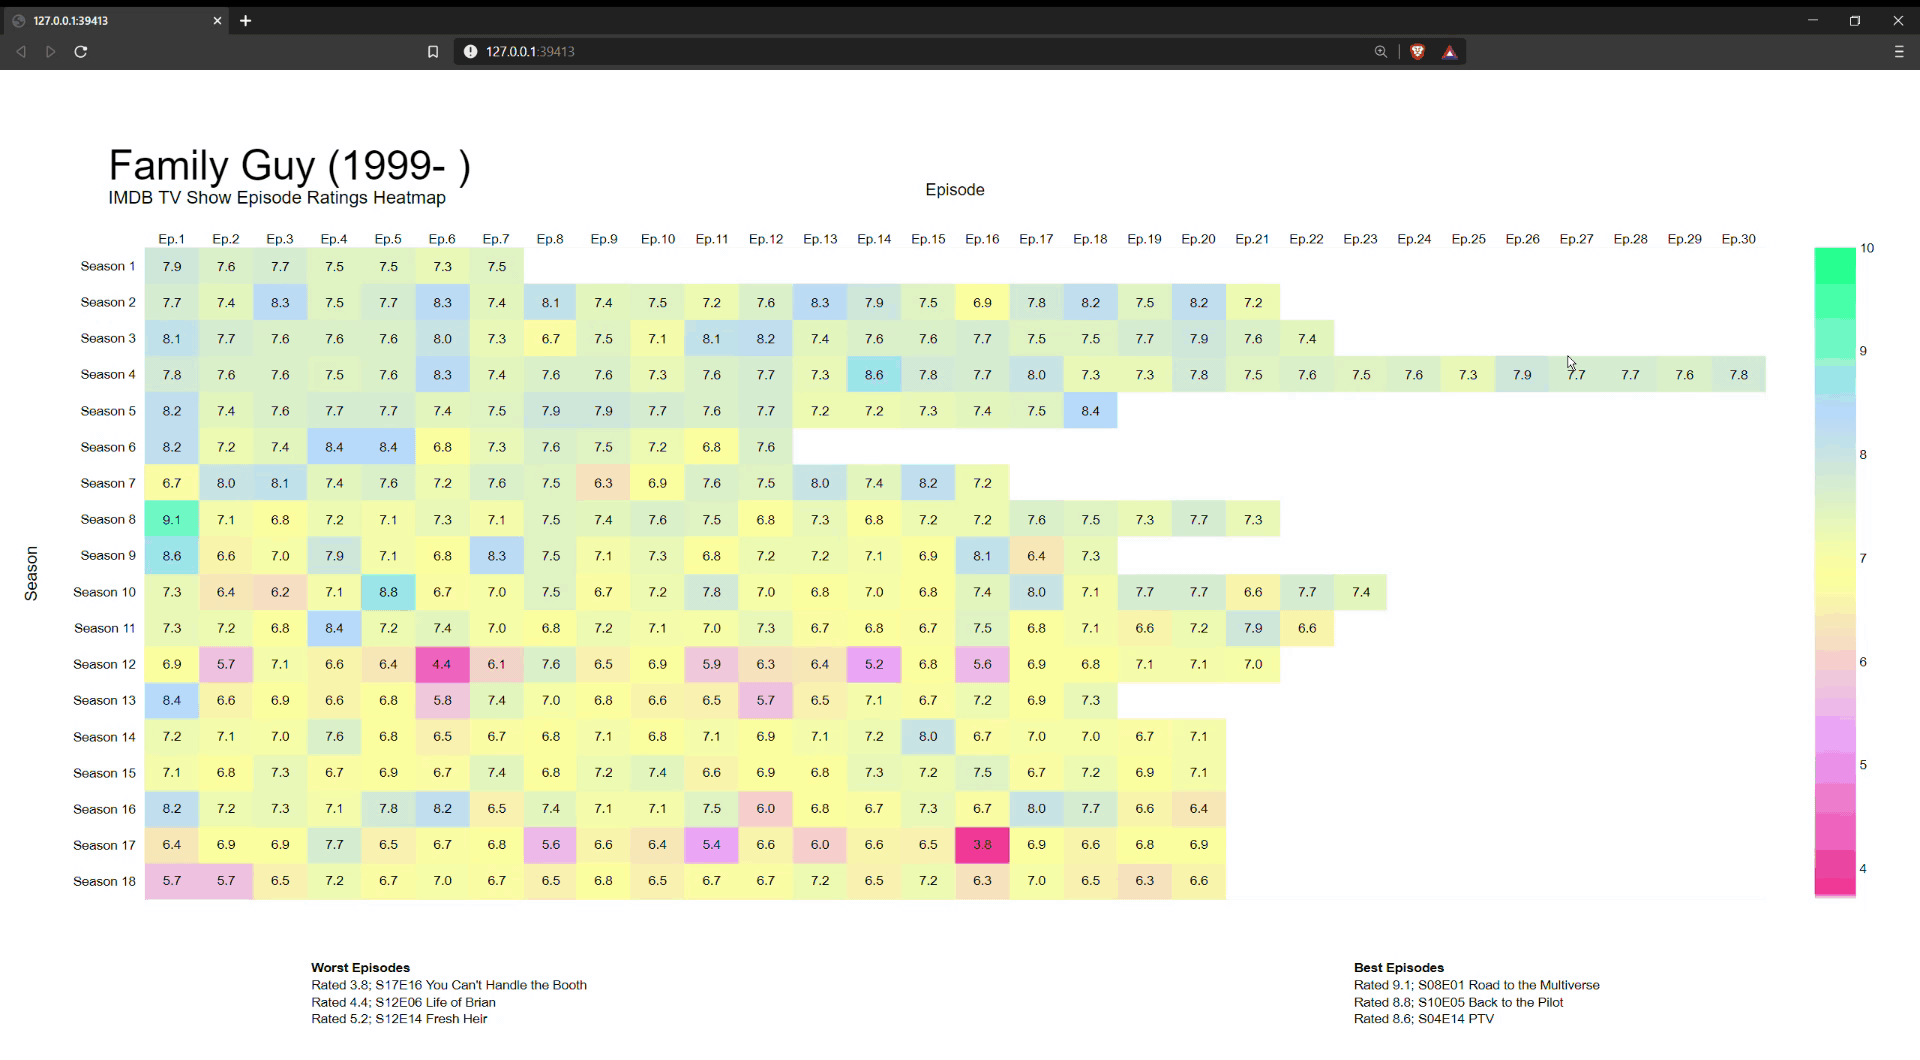 127.0.0.1:39413
127.0.0.1:39413
Family Guy (1999- )
IMDB TV Show Episode Ratings Heatmap
Episode
Ep.1 Ep.2 Ep.3 Ep.4 Ep.5 Ep.6 Ep.7 Ep.8 Ep.9 Ep.10 Ep.11 Ep.12 Ep.13 Ep.14 Ep.15 Ep.16 Ep.17 Ep.18 Ep.19 Ep.20 Ep.21 Ep.22 Ep.23 Ep.24 Ep.25 Ep.26 Ep.27 Ep.28 Ep.29 Ep.30
Season 1 7.9 7.6 7.7 7.5 7.5 7.3 7.5
Season 2 7.7 7.4 8.3 7.5 7.7 8.3 7.4 8.1 7.4 7.5 7.2 7.6 8.3 7.9 7.5 6.9 7.8 8.2 7.5 8.2 7.2
Season 3 8.1 7.7 7.6 7.6 7.6 8.0 7.3 6.7 7.5 7.1 8.1 8.2 7.4 7.6 7.6 7.7 7.5 7.5 7.7 7.9 7.6 7.4
Season 4 7.8 7.6 7.6 7.5 7.6 8.3 7.4 7.6 7.6 7.3 7.6 7.7 7.3 8.6 7.8 7.7 8.0 7.3 7.3 7.8 7.5 7.6 7.5 7.6 7.3 7.9 7.7 7.7 7.6 7.8
Season 5 8.2 7.4 7.6 7.7 7.7 7.4 7.5 7.9 7.9 7.7 7.6 7.7 7.2 7.2 7.3 7.4 7.5 8.4
Season 6 8.2 7.2 7.4 8.4 8.4 6.8 7.3 7.6 7.5 7.2 6.8 7.6
Season 7 6.7 8.0 8.1 7.4 7.6 7.2 7.6 7.5 6.3 6.9 7.6 7.5 8.0 7.4 8.2 7.2
Season 8 9.1 7.1 6.8 7.2 7.1 7.3 7.1 7.5 7.4 7.6 7.5 6.8 7.3 6.8 7.2 7.2 7.6 7.5 7.3 7.7 7.3
Season 9 8.6 6.6 7.0 7.9 7.1 6.8 8.3 7.5 7.1 7.3 6.8 7.2 7.2 7.1 6.9 8.1 6.4 7.3
Season 10 7.3 6.4 6.2 7.1 8.8 6.7 7.0 7.5 6.7 7.2 7.8 7.0 6.8 7.0 6.8 7.4 8.0 7.1 7.7 7.7 6.6 7.7 7.4
Season 11 7.3 7.2 6.8 8.4 7.2 7.4 7.0 6.8 7.2 7.1 7.0 7.3 6.7 6.8 6.7 7.5 6.8 7.1 6.6 7.2 7.9 6.6
Season 12 6.9 5.7 7.1 6.6 6.4 4.4 6.1 7.6 6.5 6.9 5.9 6.3 6.4 5.2 6.8 5.6 6.9 6.8 7.1 7.1 7.0
Season 13 8.4 6.6 6.9 6.6 6.8 5.8 7.4 7.0 6.8 6.6 6.5 5.7 6.5 7.1 6.7 7.2 6.9 7.3
Season 14 7.2 7.1 7.0 7.6 6.8 6.5 6.7 6.8 7.1 6.8 7.1 6.9 7.1 7.2 8.0 6.7 7.0 7.0 6.7 7.1
Season 15 7.1 6.8 7.3 6.7 6.9 6.7 7.4 6.8 7.2 7.4 6.6 6.9 6.8 7.3 7.2 7.5 6.7 7.2 6.9 7.1
Season 16 8.2 7.2 7.3 7.1 7.8 8.2 6.5 7.4 7.1 7.1 7.5 6.0 6.8 6.7 7.3 6.7 8.0 7.7 6.6 6.4
Season 17 6.4 6.9 6.9 7.7 6.5 6.7 6.8 5.6 6.6 6.4 5.4 6.6 6.0 6.6 6.5 3.8 6.9 6.6 6.8 6.9
Season 18 5.7 5.7 6.5 7.2 6.7 7.0 6.7 6.5 6.8 6.5 6.7 6.7 7.2 6.5 7.2 6.3 7.0 6.5 6.3 6.6
Season
10
9
8
7
6
5
4
Worst Episodes
Rated 3.8; S17E16 You Can't Handle the Booth
Rated 4.4; S12E06 Life of Brian
Rated 5.2; S12E14 Fresh Heir
Best Episodes
Rated 9.1; S08E01 Road to the Multiverse
Rated 8.8; S10E05 Back to the Pilot
Rated 8.6; S04E14 PTV